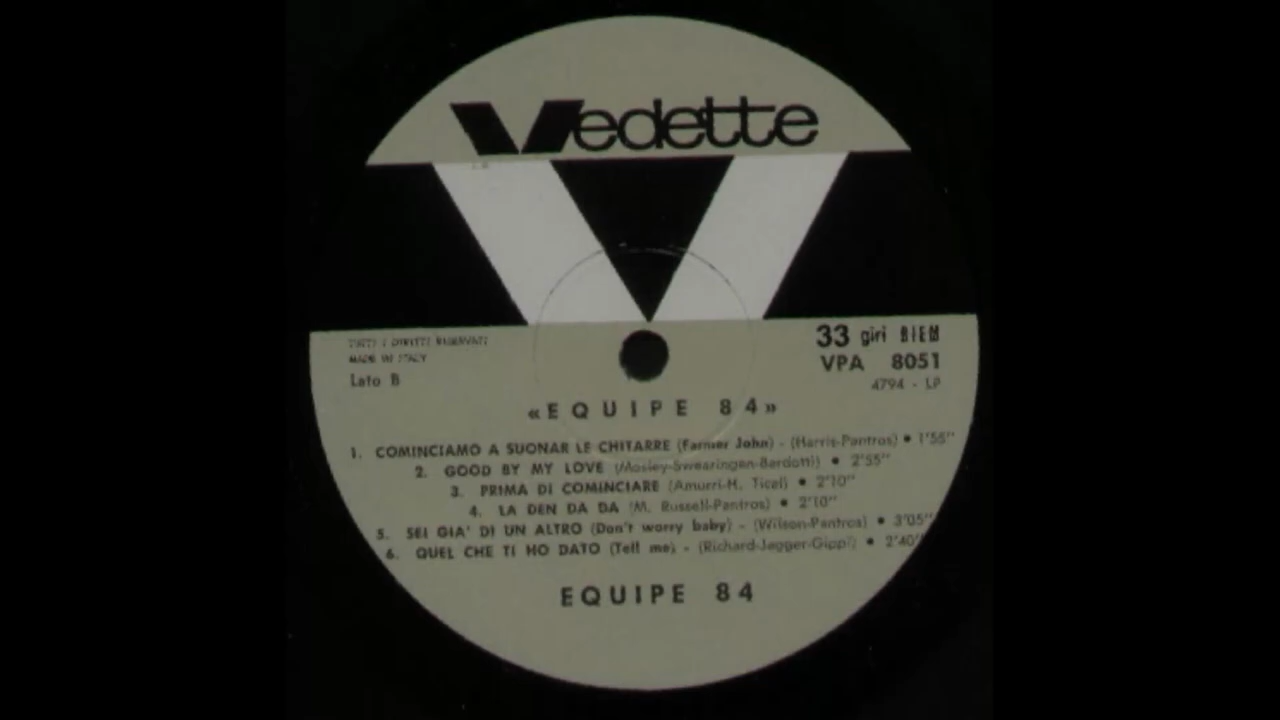 Vedette
TUTTI I DIRITTI RISERVATI
MADE IN ITALY
Lato B
33 giri BIEM
VPA 8051
4794 - LP
«EQUIPE 84»
1. COMINCIAMO A SUONAR LE CHITARRE (Farmer John) - (Harris-Pantros) • 1'55"
2. GOOD BY MY LOVE (Mosley-Swearingen-Bardotti) • 2'55"
3. PRIMA DI COMINCIARE (Amurri-H. Tical) • 2'10"
4. LA DEN DA DA (M. Russell-Pantros) • 2'10"
5. SEI GIA' DI UN ALTRO (Don't worry baby) - (Wilson-Pantros) • 3'05"
6. QUEL CHE TI HO DATO (Tell me) - (Richard-Jagger-Gippi) • 2'40"
EQUIPE 84